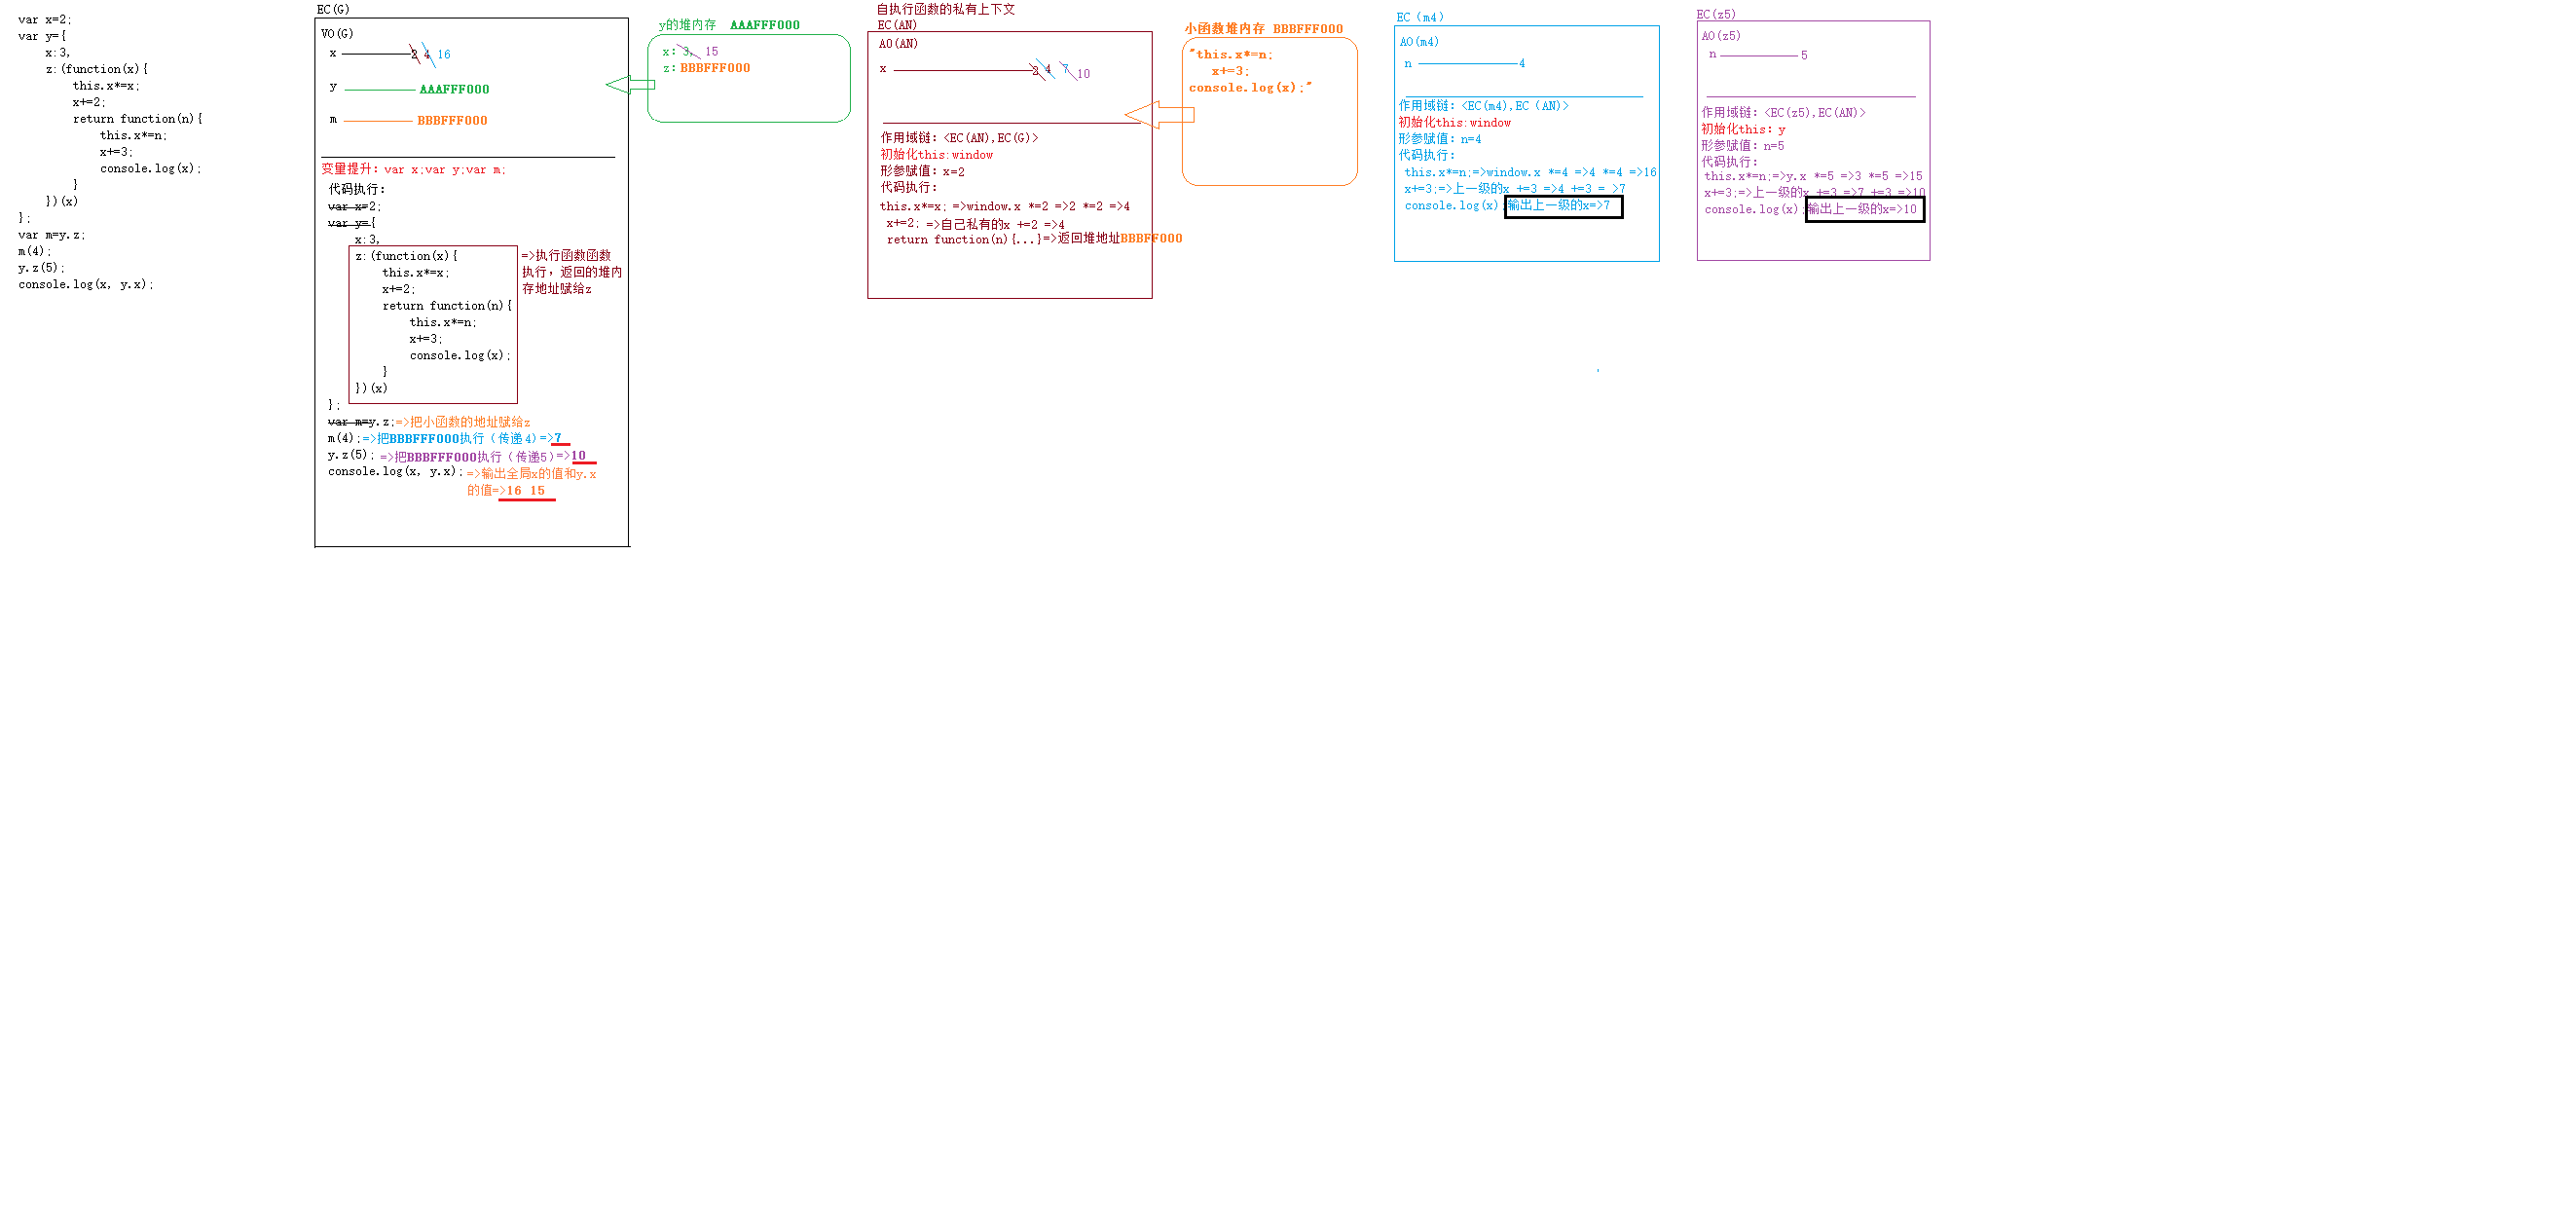 var x=2;
var y={
x:3,
z:(function(x){
this.x*=x;
x+=2;
return function(n){
this.x*=n;
x+=3;
console.log(x);
}
})(x)
};
var m=y.z;
m(4);
y.z(5);
console.log(x, y.x);
EC(G)
VO(G)
x 2 4 16
y AAAFFF000
m BBBFFF000
变量提升: var x;var y;var m;
代码执行:
var x=2;
var y={
x:3,
z:(function(x){
this.x*=x;
x+=2;
return function(n){
this.x*=n;
x+=3;
console.log(x);
}
})(x)
=>执行函数函数
执行，返回的堆内
存地址赋给z
};
var m=y.z;=>把小函数的地址赋给z
m(4);=>把BBBFFF000执行（传递4)=>7
y.z(5); =>把BBBFFF000执行（传递5)=>10
console.log(x, y.x); =>输出全局x的值和y.x
的值=>16 15
y的堆内存 AAAFFF000
x: 3, 15
z: BBBFFF000
自执行函数的私有上下文
EC(AN)
AO(AN)
x 2 4 7 10
作用域链: <EC(AN),EC(G)>
初始化this:window
形参赋值: x=2
代码执行:
this.x*=x; =>window.x *=2 =>2 *=2 =>4
x+=2; =>自己私有的x +=2 =>4
return function(n){...}=>返回堆地址BBBFF000
小函数堆内存 BBBFFF000
"this.x*=n;
x+=3;
console.log(x);"
EC（m4）
AO(m4)
n 4
作用域链: <EC(m4),EC（AN)>
初始化this:window
形参赋值: n=4
代码执行:
this.x*=n;=>window.x *=4 =>4 *=4 =>16
x+=3;=>上一级的x +=3 =>4 +=3 = >7
console.log(x);输出上一级的x=>7
EC(z5)
AO(z5)
n 5
作用域链: <EC(z5),EC(AN)>
初始化this: y
形参赋值: n=5
代码执行:
this.x*=n;=>y.x *=5 =>3 *=5 =>15
x+=3;=>上一级的x +=3 =>7 +=3 =>10
console.log(x);输出上一级的x=>10